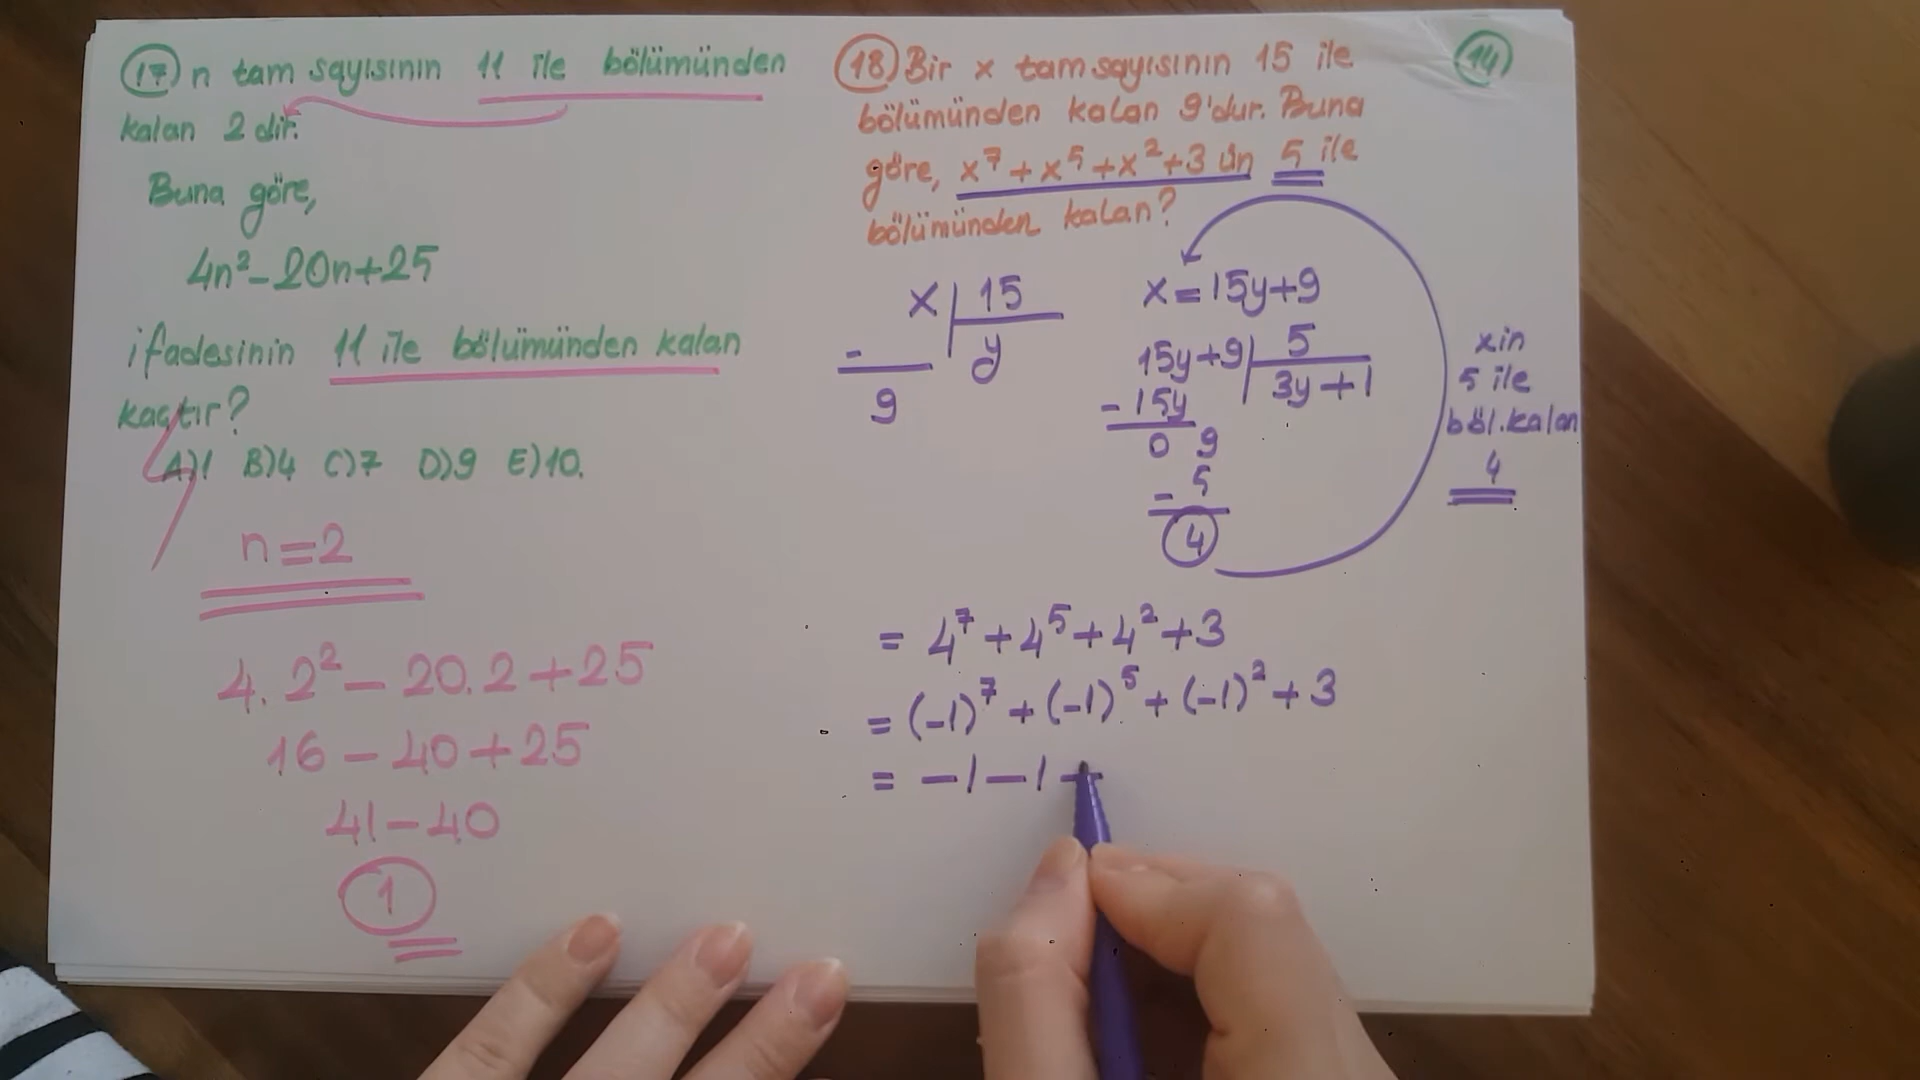 17) n tam sayısının 11 ile bölümünden
kalan 2 dir.
Buna göre,
4n²-20n+25
ifadesinin 11 ile bölümünden kalan
kaçtır?
A)1 B)4 C)7 D)9 E)10.
n=2
4.2²-20.2+25
16-40+25
41-40
1
18) Bir x tamsayısının 15 ile
bölümünden kalan 9'dur. Buna
göre, x⁷+x⁵+x²+3 ün 5 ile
bölümünden kalan?
x | 15
- y
9
x=15y+9
15y+9 | 5
-15y 3y+1
0 9
- 5
4
x in
5 ile
böl.kalan
4
= 4⁷+4⁵+4²+3
= (-1)⁷+(-1)⁵+(-1)²+3
= -1-1+
14